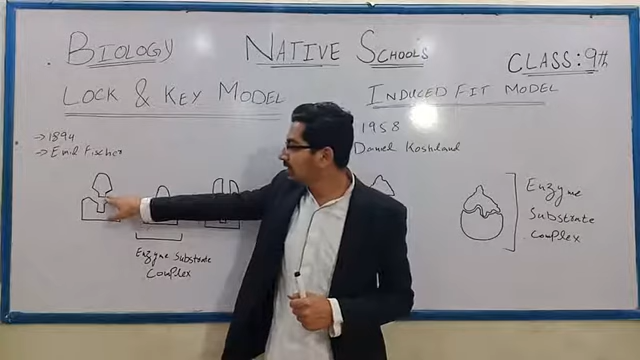 BIOLOGY
NATIVE SCHOOLS
CLASS: 9th
LOCK & KEY MODEL
INDUCED FIT MODEL
→ 1894
→ Emil Fischer
1958
Daniel Koshland
Enzyme Substrate
Complex
Enzyme
Substrate
Complex